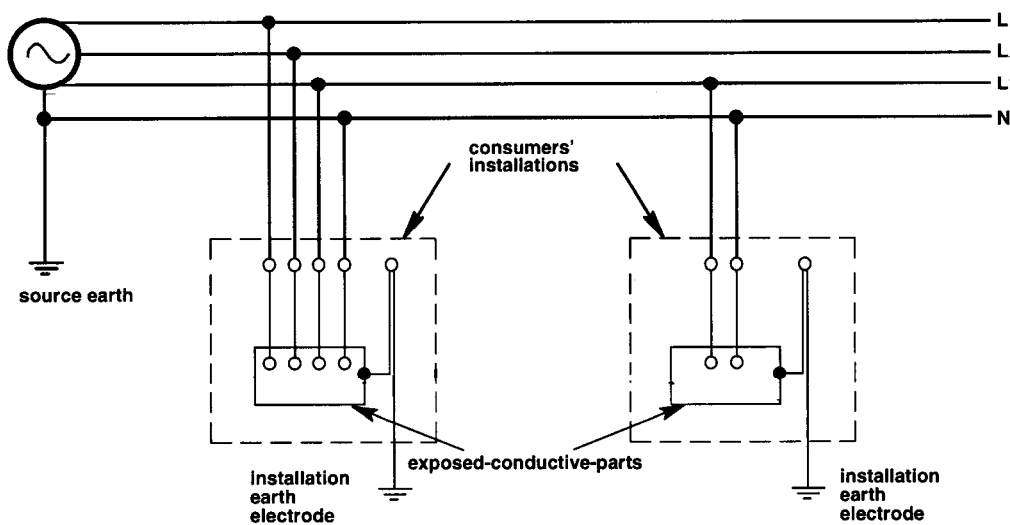 L
L
L
N
consumers'
installations
source earth
exposed-conductive-parts
installation
earth
electrode
installation
earth
electrode